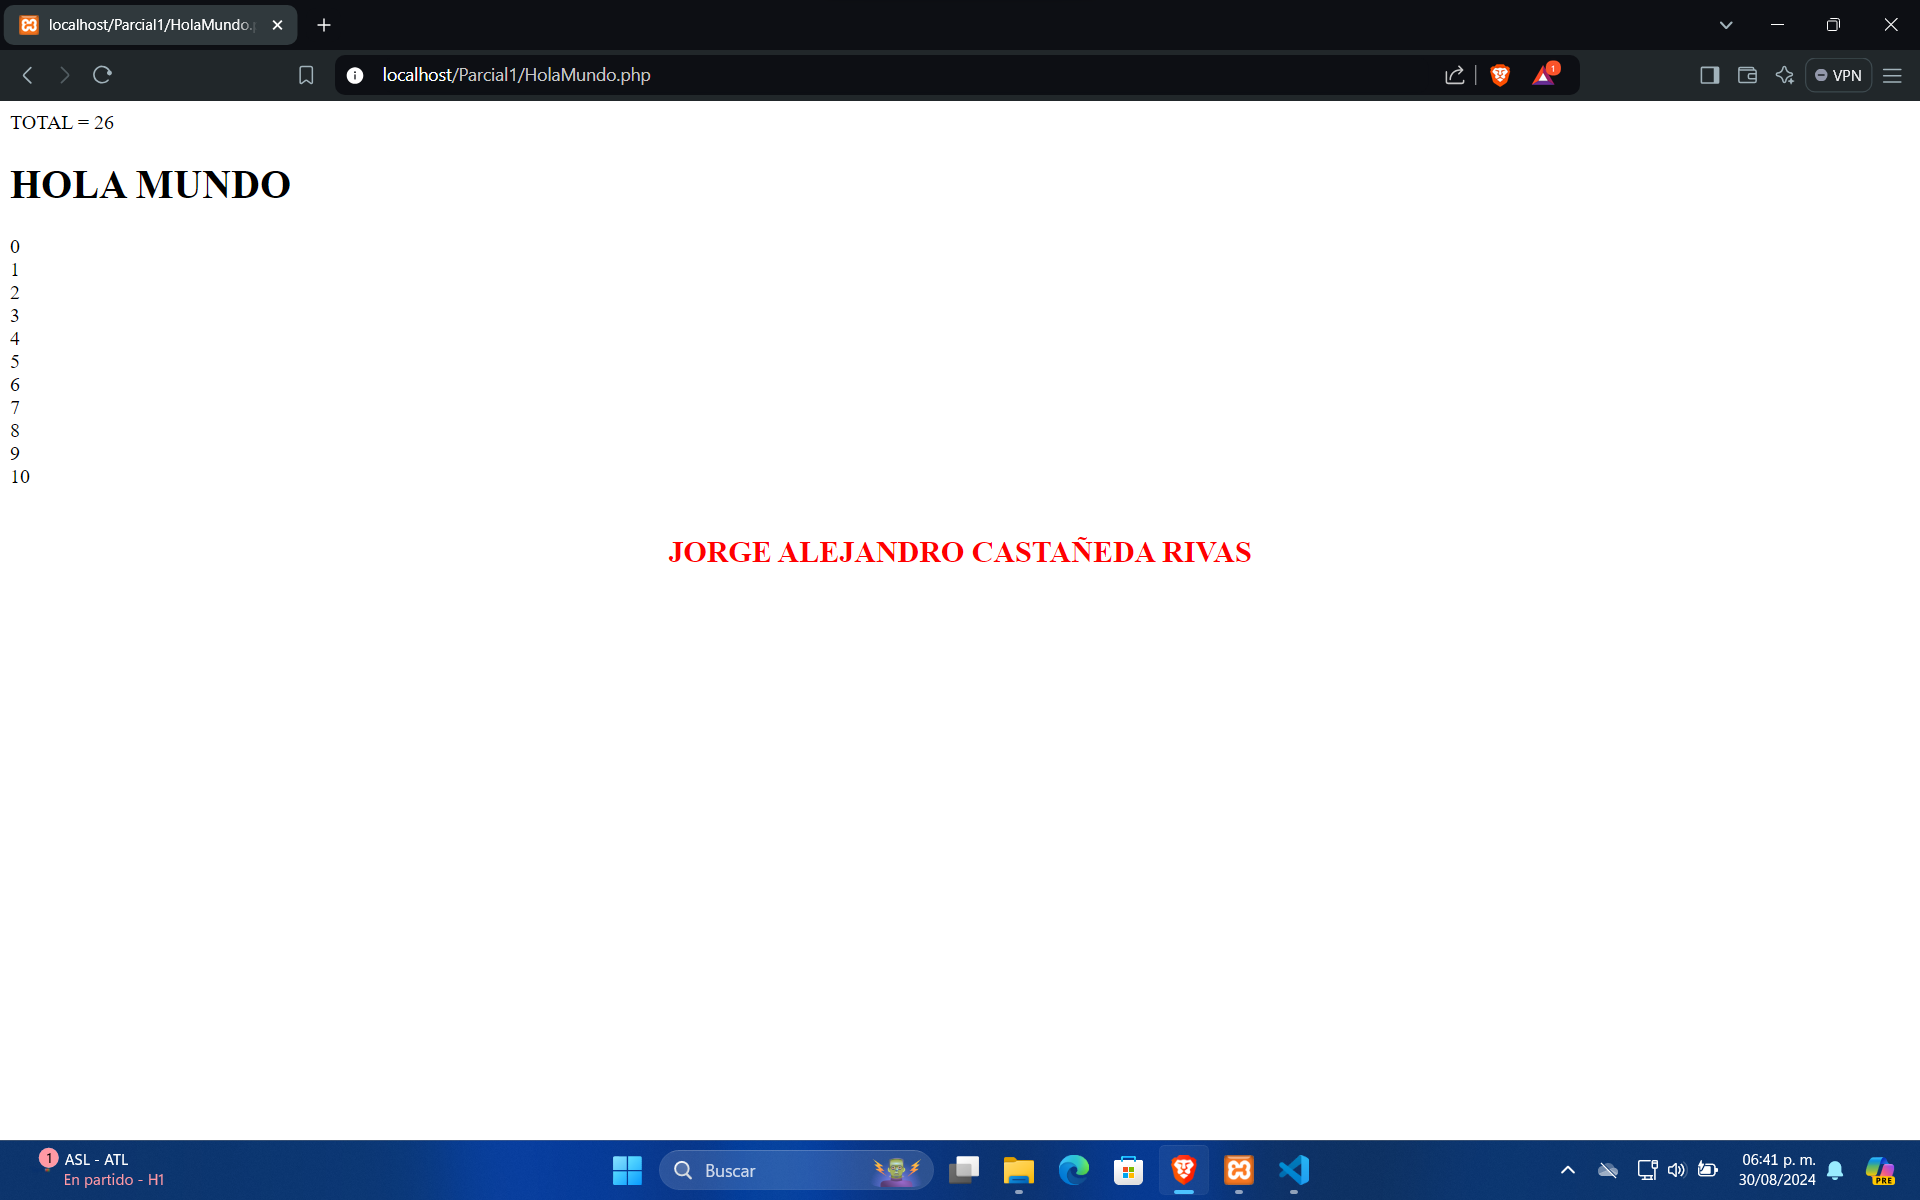 localhost/Parcial1/HolaMundo.p
localhost/Parcial1/HolaMundo.php
1
VPN
TOTAL = 26
HOLA MUNDO
0
1
2
3
4
5
6
7
8
9
10
JORGE ALEJANDRO CASTAÑEDA RIVAS
1
ASL - ATL
En partido - H1
Buscar
06:41 p. m.
30/08/2024
PRE